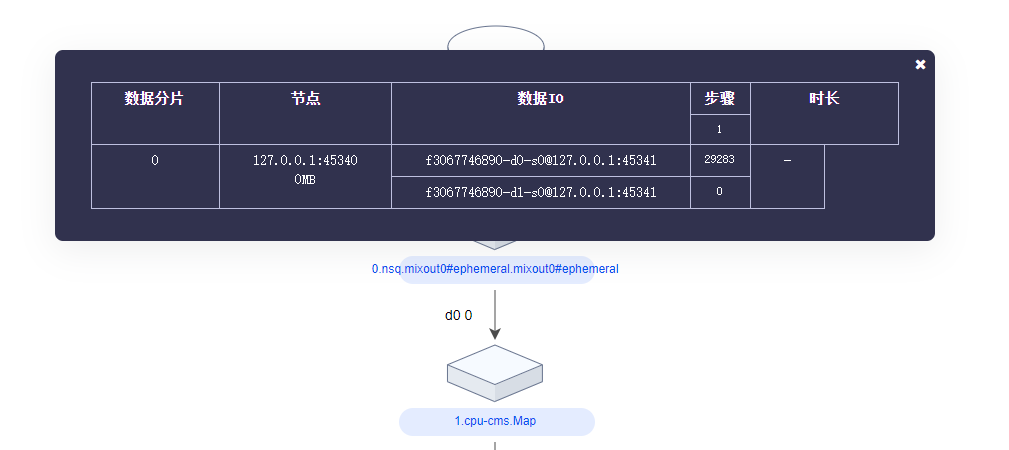 数据分片 节点 数据IO 步骤 时长
1
0 127.0.0.1:45340 f3067746890-d0-s0@127.0.0.1:45341 29283 -
0MB
f3067746890-d1-s0@127.0.0.1:45341 0
0.nsq.mixout0#ephemeral.mixout0#ephemeral
d0 0
1.cpu-cms.Map